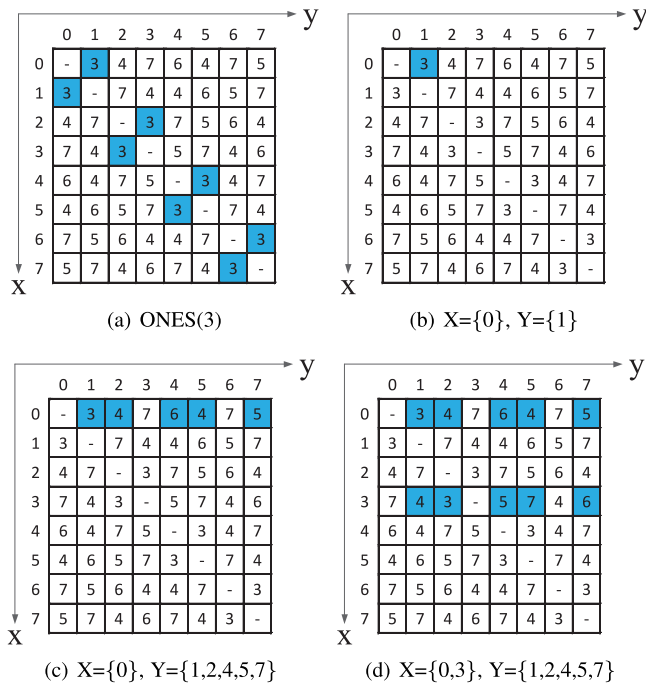 y
0 1 2 3 4 5 6 7
0 - 3 4 7 6 4 7 5
1 3 - 7 4 4 6 5 7
2 4 7 - 3 7 5 6 4
3 7 4 3 - 5 7 4 6
4 6 4 7 5 - 3 4 7
5 4 6 5 7 3 - 7 4
6 7 5 6 4 4 7 - 3
7 5 7 4 6 7 4 3 -
x
(a) ONES(3)
y
0 1 2 3 4 5 6 7
0 - 3 4 7 6 4 7 5
1 3 - 7 4 4 6 5 7
2 4 7 - 3 7 5 6 4
3 7 4 3 - 5 7 4 6
4 6 4 7 5 - 3 4 7
5 4 6 5 7 3 - 7 4
6 7 5 6 4 4 7 - 3
7 5 7 4 6 7 4 3 -
x
(b) X={0}, Y={1}
y
0 1 2 3 4 5 6 7
0 - 3 4 7 6 4 7 5
1 3 - 7 4 4 6 5 7
2 4 7 - 3 7 5 6 4
3 7 4 3 - 5 7 4 6
4 6 4 7 5 - 3 4 7
5 4 6 5 7 3 - 7 4
6 7 5 6 4 4 7 - 3
7 5 7 4 6 7 4 3 -
x
(c) X={0}, Y={1,2,4,5,7}
y
0 1 2 3 4 5 6 7
0 - 3 4 7 6 4 7 5
1 3 - 7 4 4 6 5 7
2 4 7 - 3 7 5 6 4
3 7 4 3 - 5 7 4 6
4 6 4 7 5 - 3 4 7
5 4 6 5 7 3 - 7 4
6 7 5 6 4 4 7 - 3
7 5 7 4 6 7 4 3 -
x
(d) X={0,3}, Y={1,2,4,5,7}